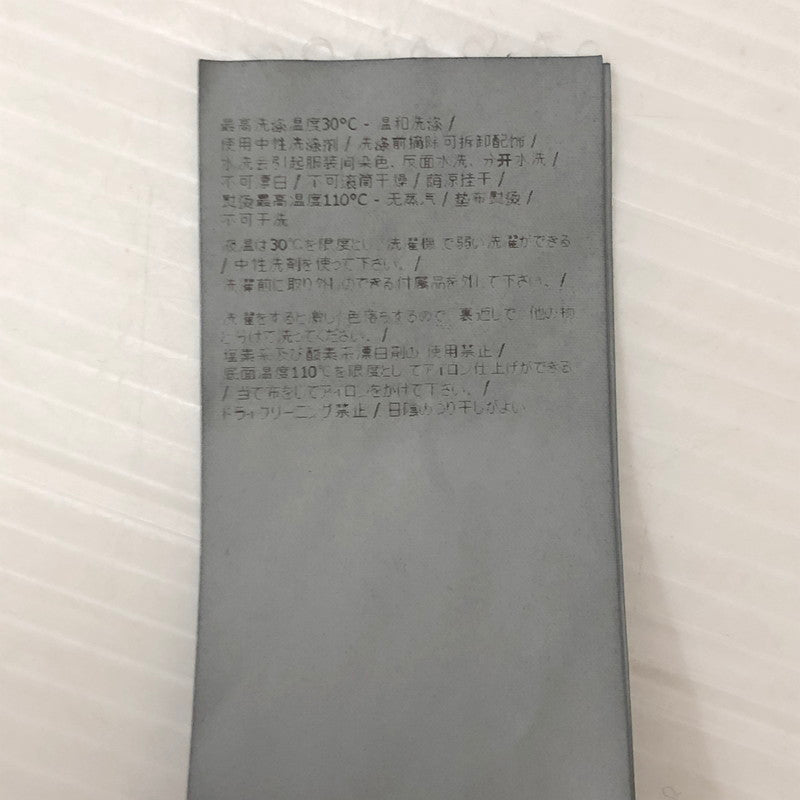 最高洗涤温度30°C - 温和洗涤 /
使用中性洗涤剂 / 洗涤前摘除可拆卸配饰 /
水洗会引起服装间染色、反面水洗、分开水洗 /
不可漂白 / 不可滚筒干燥 / 晾挂干 /
熨烫最高温度110°C - 无蒸汽 / 垫布熨烫 /
不可干洗
液温は30℃を限度とし、洗濯機で弱い洗濯ができる
/ 中性洗剤を使って下さい。 /
洗濯前に取り外しのできる付属品を外して下さい。 /
洗濯をすると激しく色落ちするので、裏返しで、他の物
と分けて洗ってください。 /
塩素系及び酸素系漂白剤の使用禁止 /
底面温度110℃を限度としてアイロン仕上げができる
/ 当て布をしてアイロンをかけて下さい。 /
ドライクリーニング禁止 / 日陰のつり干しがよい